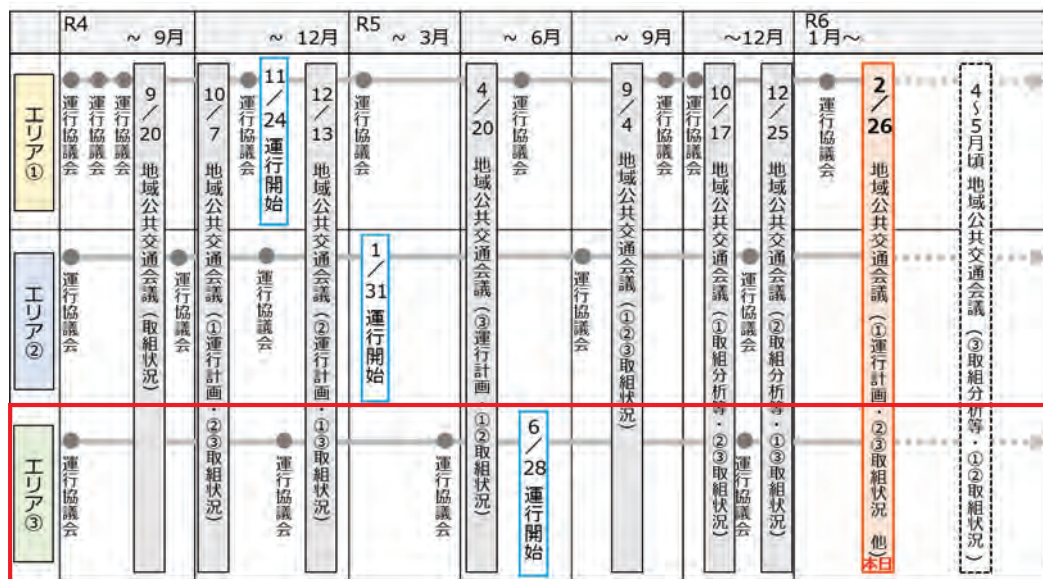 R4
～ 9月
～ 12月
R5
～ 3月
～ 6月
～ 9月
～12月
R6
1月～
エリア①
運行協議会
運行協議会
運行協議会
9／20 地域公共交通会議（取組状況）
10／7 地域公共交通会議（①運行計画・②③取組状況）
運行協議会
11／24 運行開始
12／13 地域公共交通会議（②運行計画・①③取組状況）
運行協議会
4／20 地域公共交通会議（③運行計画 ①②取組状況）
運行協議会
9／4 地域公共交通会議（①②③取組状況）
運行協議会
運行協議会
10／17 地域公共交通会議（①取組分析等・②③取組状況）
12／25 地域公共交通会議（②取組分析等・①③取組状況）
運行協議会
2／26 地域公共交通会議（①運行計画・②③取組状況 他）
本日
4～5月頃 地域公共交通会議（③取組分析等・①②取組状況）
エリア②
運行協議会
運行協議会
運行協議会
1／31 運行開始
運行協議会
運行協議会
エリア③
運行協議会
運行協議会
運行協議会
6／28 運行開始
運行協議会